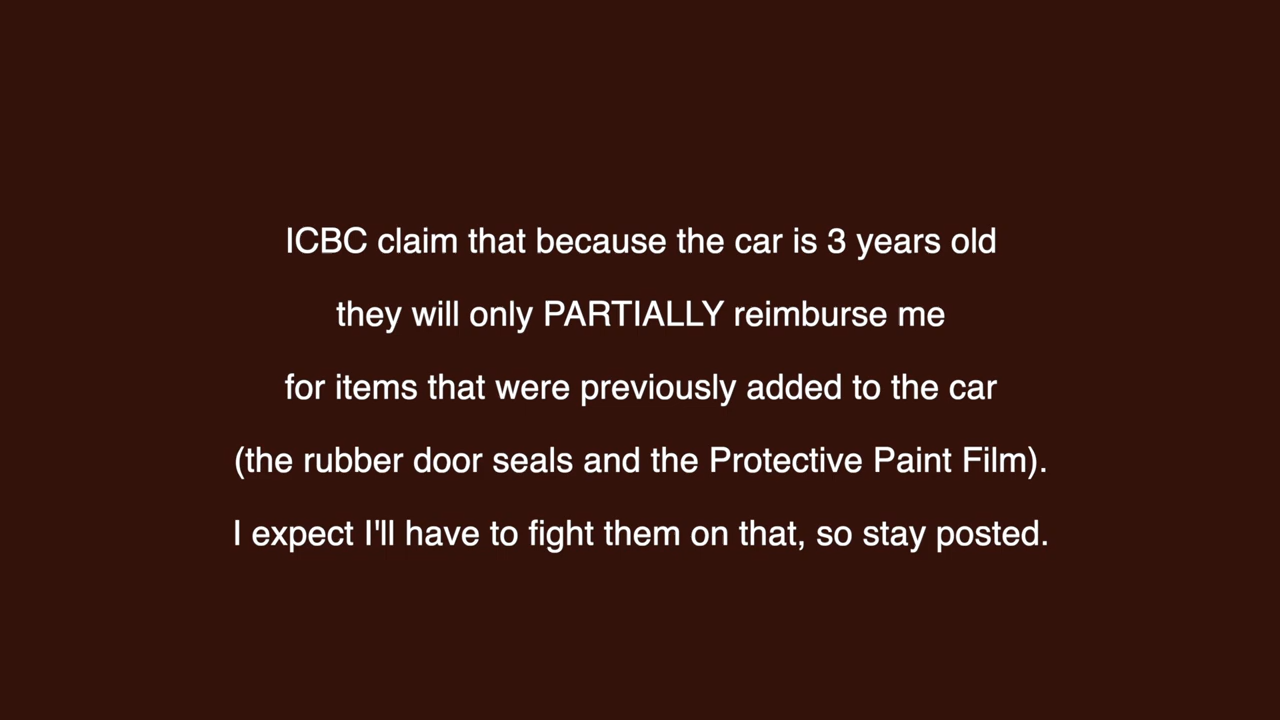 ICBC claim that because the car is 3 years old
they will only PARTIALLY reimburse me
for items that were previously added to the car
(the rubber door seals and the Protective Paint Film).
I expect I'll have to fight them on that, so stay posted.